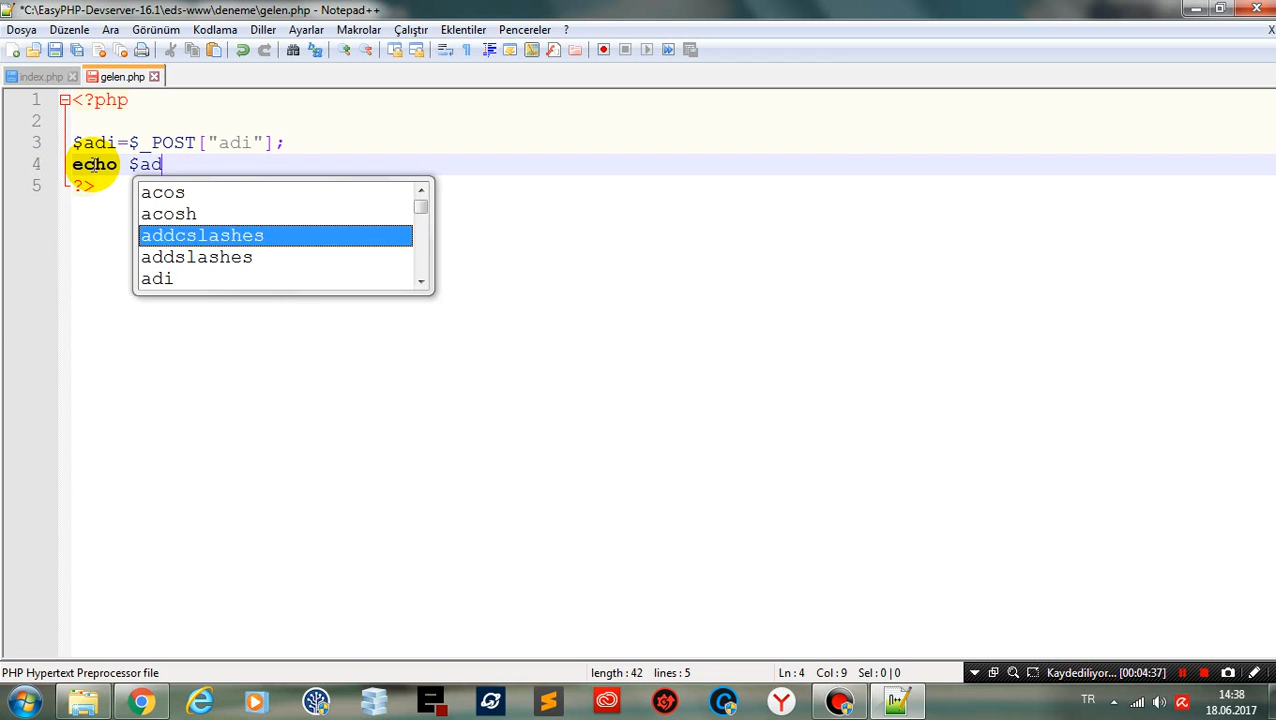 *C:\EasyPHP-Devserver-16.1\eds-www\deneme\gelen.php - Notepad++
Dosya Düzenle Ara Görünüm Kodlama Diller Ayarlar Makrolar Çalıştır Eklentiler Pencereler ? X
index.php gelen.php
1 <?php
2
3 $adi=$_POST["adi"];
4 echo $ad
5 ?>
acos
acosh
addcslashes
addslashes
adi
PHP Hypertext Preprocessor file length : 42 lines : 5 Ln : 4 Col : 9 Sel : 0 | 0 Kaydediliyor... [00:04:37]
TR 14:38
18.06.2017